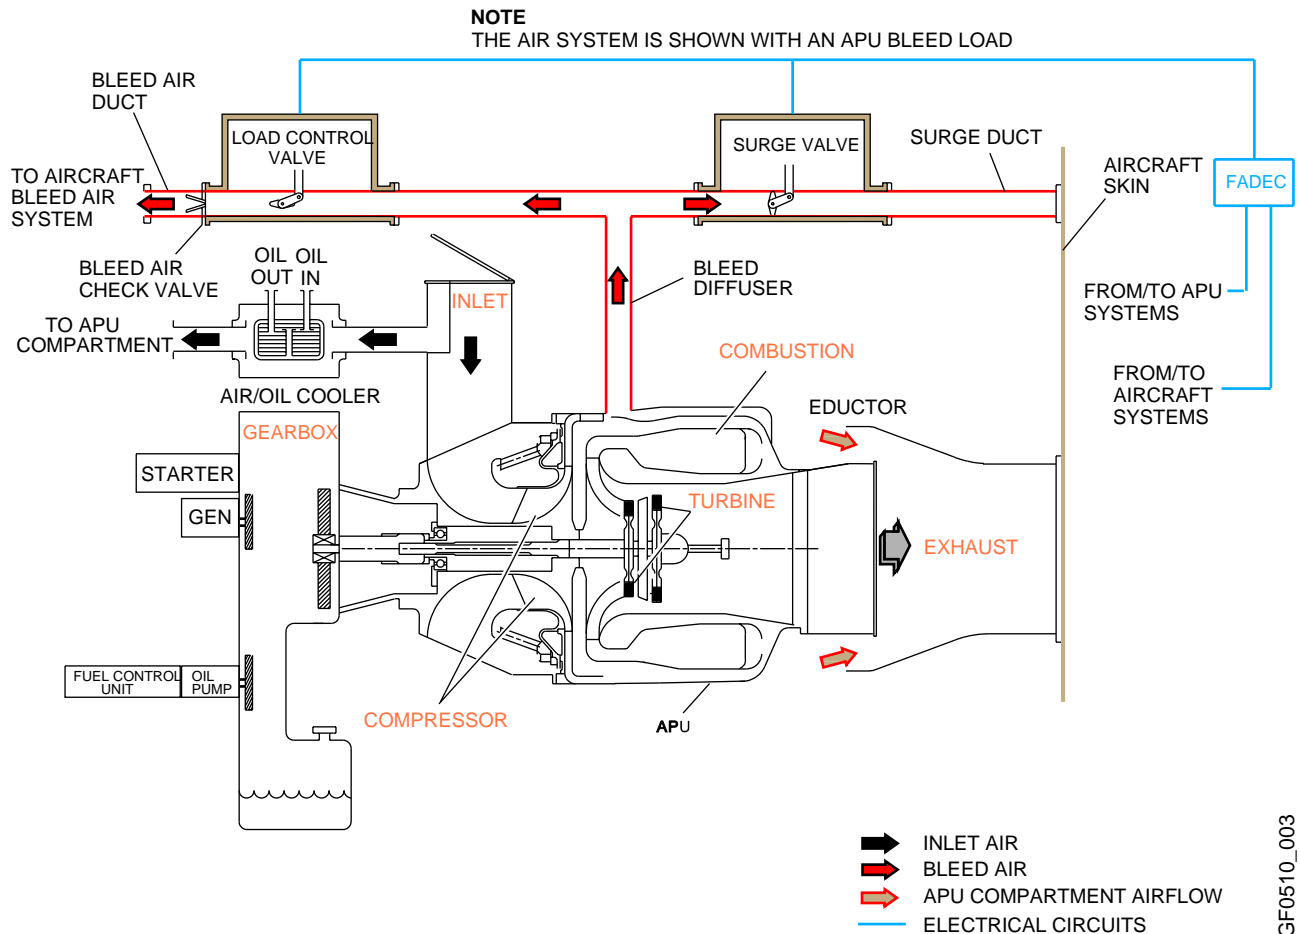 NOTE
THE AIR SYSTEM IS SHOWN WITH AN APU BLEED LOAD
BLEED AIR
DUCT
LOAD CONTROL
VALVE
SURGE VALVE
SURGE DUCT
AIRCRAFT
SKIN
FADEC
TO AIRCRAFT
BLEED AIR
SYSTEM
BLEED AIR
CHECK VALVE
OIL
OUT
OIL
IN
INLET
BLEED
DIFFUSER
FROM/TO APU
SYSTEMS
TO APU
COMPARTMENT
COMBUSTION
FROM/TO
AIRCRAFT
SYSTEMS
AIR/OIL COOLER
EDUCTOR
GEARBOX
STARTER
GEN
TURBINE
EXHAUST
FUEL CONTROL
UNIT
OIL
PUMP
COMPRESSOR
APU
INLET AIR
BLEED AIR
APU COMPARTMENT AIRFLOW
ELECTRICAL CIRCUITS
GF0510_003